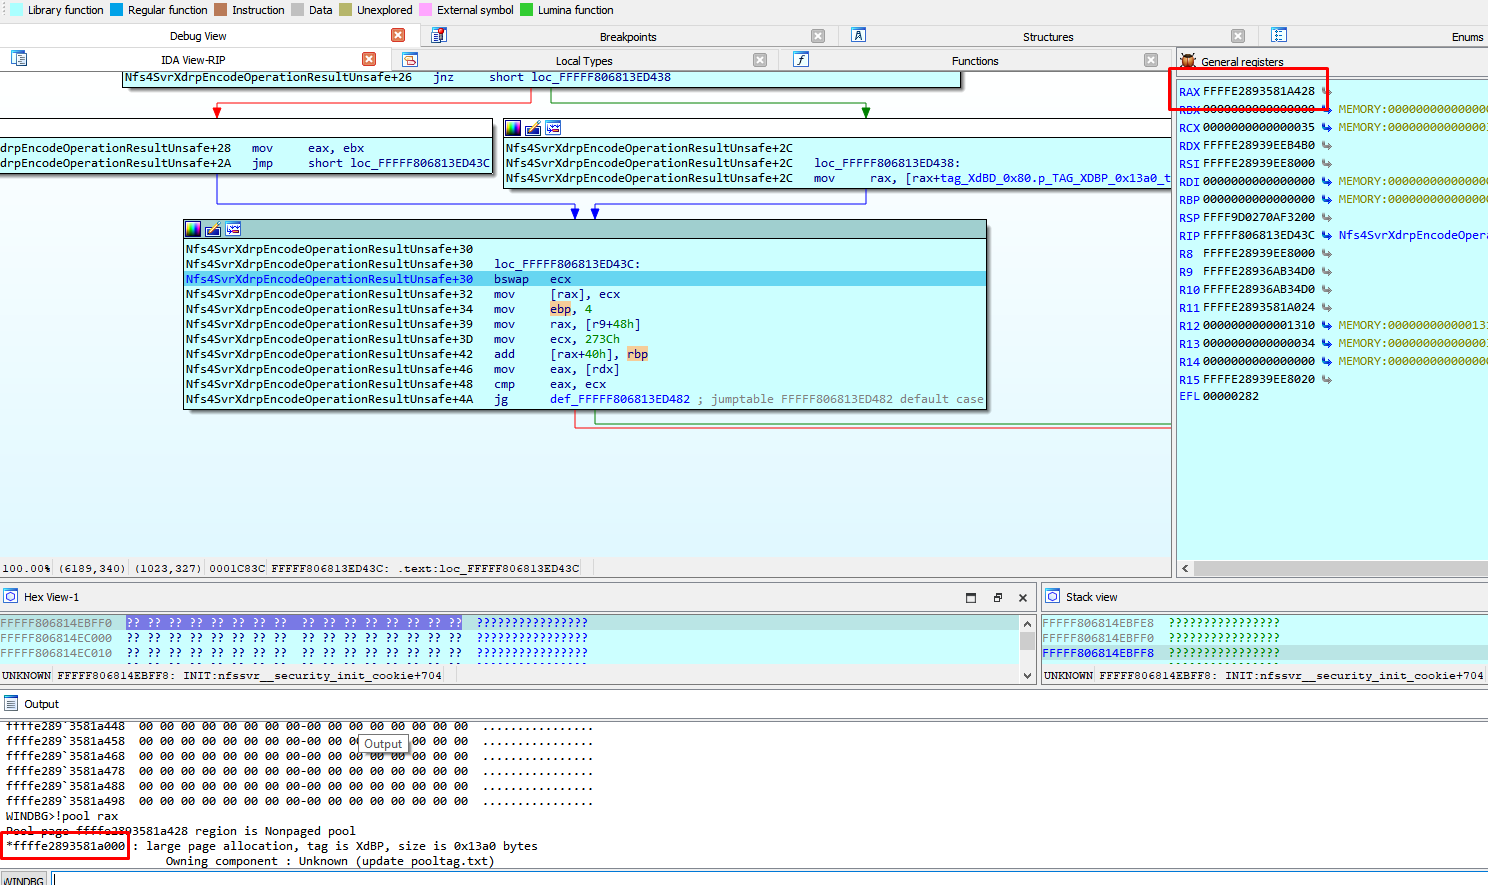 Library function Regular function Instruction Data Unexplored External symbol Lumina function
Debug View Breakpoints Structures Enums
IDA View-RIP Local Types Functions General registers
Nfs4SvrXdrpEncodeOperationResultUnsafe+26 jnz short loc_FFFFF806813ED438
drpEncodeOperationResultUnsafe+28 mov eax, ebx
drpEncodeOperationResultUnsafe+2A jmp short loc_FFFFF806813ED43C
Nfs4SvrXdrpEncodeOperationResultUnsafe+2C
Nfs4SvrXdrpEncodeOperationResultUnsafe+2C loc_FFFFF806813ED438:
Nfs4SvrXdrpEncodeOperationResultUnsafe+2C mov rax, [rax+tag_XdBD_0x80.p_TAG_XDBP_0x13a0_t
Nfs4SvrXdrpEncodeOperationResultUnsafe+30
Nfs4SvrXdrpEncodeOperationResultUnsafe+30 loc_FFFFF806813ED43C:
Nfs4SvrXdrpEncodeOperationResultUnsafe+30 bswap ecx
Nfs4SvrXdrpEncodeOperationResultUnsafe+32 mov [rax], ecx
Nfs4SvrXdrpEncodeOperationResultUnsafe+34 mov ebp, 4
Nfs4SvrXdrpEncodeOperationResultUnsafe+39 mov rax, [r9+48h]
Nfs4SvrXdrpEncodeOperationResultUnsafe+3D mov ecx, 273Ch
Nfs4SvrXdrpEncodeOperationResultUnsafe+42 add [rax+40h], rbp
Nfs4SvrXdrpEncodeOperationResultUnsafe+46 mov eax, [rdx]
Nfs4SvrXdrpEncodeOperationResultUnsafe+48 cmp eax, ecx
Nfs4SvrXdrpEncodeOperationResultUnsafe+4A jg def_FFFFF806813ED482 ; jumptable FFFFF806813ED482 default case
RAX FFFFE2893581A428
RBX 0000000000000000 MEMORY:0000000000000
RCX 0000000000000035 MEMORY:0000000000000
RDX FFFFE28939EEB4B0
RSI FFFFE28939EE8000
RDI 0000000000000000 MEMORY:0000000000000
RBP 0000000000000000 MEMORY:0000000000000
RSP FFFF9D0270AF3200
RIP FFFFF806813ED43C Nfs4SvrXdrpEncodeOpera
R8 FFFFE28939EE8000
R9 FFFFE28936AB34D0
R10 FFFFE28936AB34D0
R11 FFFFE2893581A024
R12 0000000000001310 MEMORY:000000000000131
R13 0000000000000034 MEMORY:0000000000000
R14 0000000000000000 MEMORY:0000000000000
R15 FFFFE28939EE8020
EFL 00000282
100.00% (6189,340) (1023,327) 0001C83C FFFFF806813ED43C: .text:loc_FFFFF806813ED43C
Hex View-1 Stack view
FFFFF806814EBFF0 ?? ?? ?? ?? ?? ?? ?? ?? ?? ?? ?? ?? ?? ?? ?? ?? ????????????????
FFFFF806814EC000 ?? ?? ?? ?? ?? ?? ?? ?? ?? ?? ?? ?? ?? ?? ?? ?? ????????????????
FFFFF806814EC010 ?? ?? ?? ?? ?? ?? ?? ?? ?? ?? ?? ?? ?? ?? ?? ?? ????????????????
FFFFF806814EBFE8 ????????????????
FFFFF806814EBFF0 ????????????????
FFFFF806814EBFF8 ????????????????
UNKNOWN FFFFF806814EBFF8: INIT:nfssvr__security_init_cookie+704
UNKNOWN FFFFF806814EBFF8: INIT:nfssvr__security_init_cookie+704
Output
ffffe289`3581a448 00 00 00 00 00 00 00 00-00 00 00 00 00 00 00 00 ................
ffffe289`3581a458 00 00 00 00 00 00 00 00-00 00 00 00 00 00 ................
Output
ffffe289`3581a468 00 00 00 00 00 00 00 00-00 00 00 00 00 00 00 00 ................
ffffe289`3581a478 00 00 00 00 00 00 00 00-00 00 00 00 00 00 00 00 ................
ffffe289`3581a488 00 00 00 00 00 00 00 00-00 00 00 00 00 00 00 00 ................
ffffe289`3581a498 00 00 00 00 00 00 00 00-00 00 00 00 00 00 00 00 ................
WINDBG>!pool rax
Pool page ffffe2893581a428 region is Nonpaged pool
*ffffe2893581a000 : large page allocation, tag is XdBP, size is 0x13a0 bytes
Owning component : Unknown (update pooltag.txt)
WINDBG